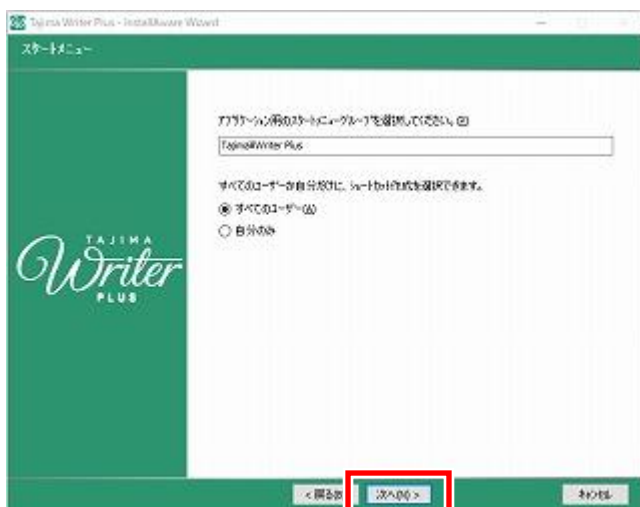 Tajima Writer Plus - InstallAware Wizard
スタートメニュー
アプリケーション用のスタートメニューグループを選択してください。(P)
Tajima¥Writer Plus
すべてのユーザーか自分だけに、ショートカット作成を選択できます。
すべてのユーザー(A)
自分のみ
TAJIMA
Writer
PLUS
< 戻る(B)
次へ(N) >
キャンセル